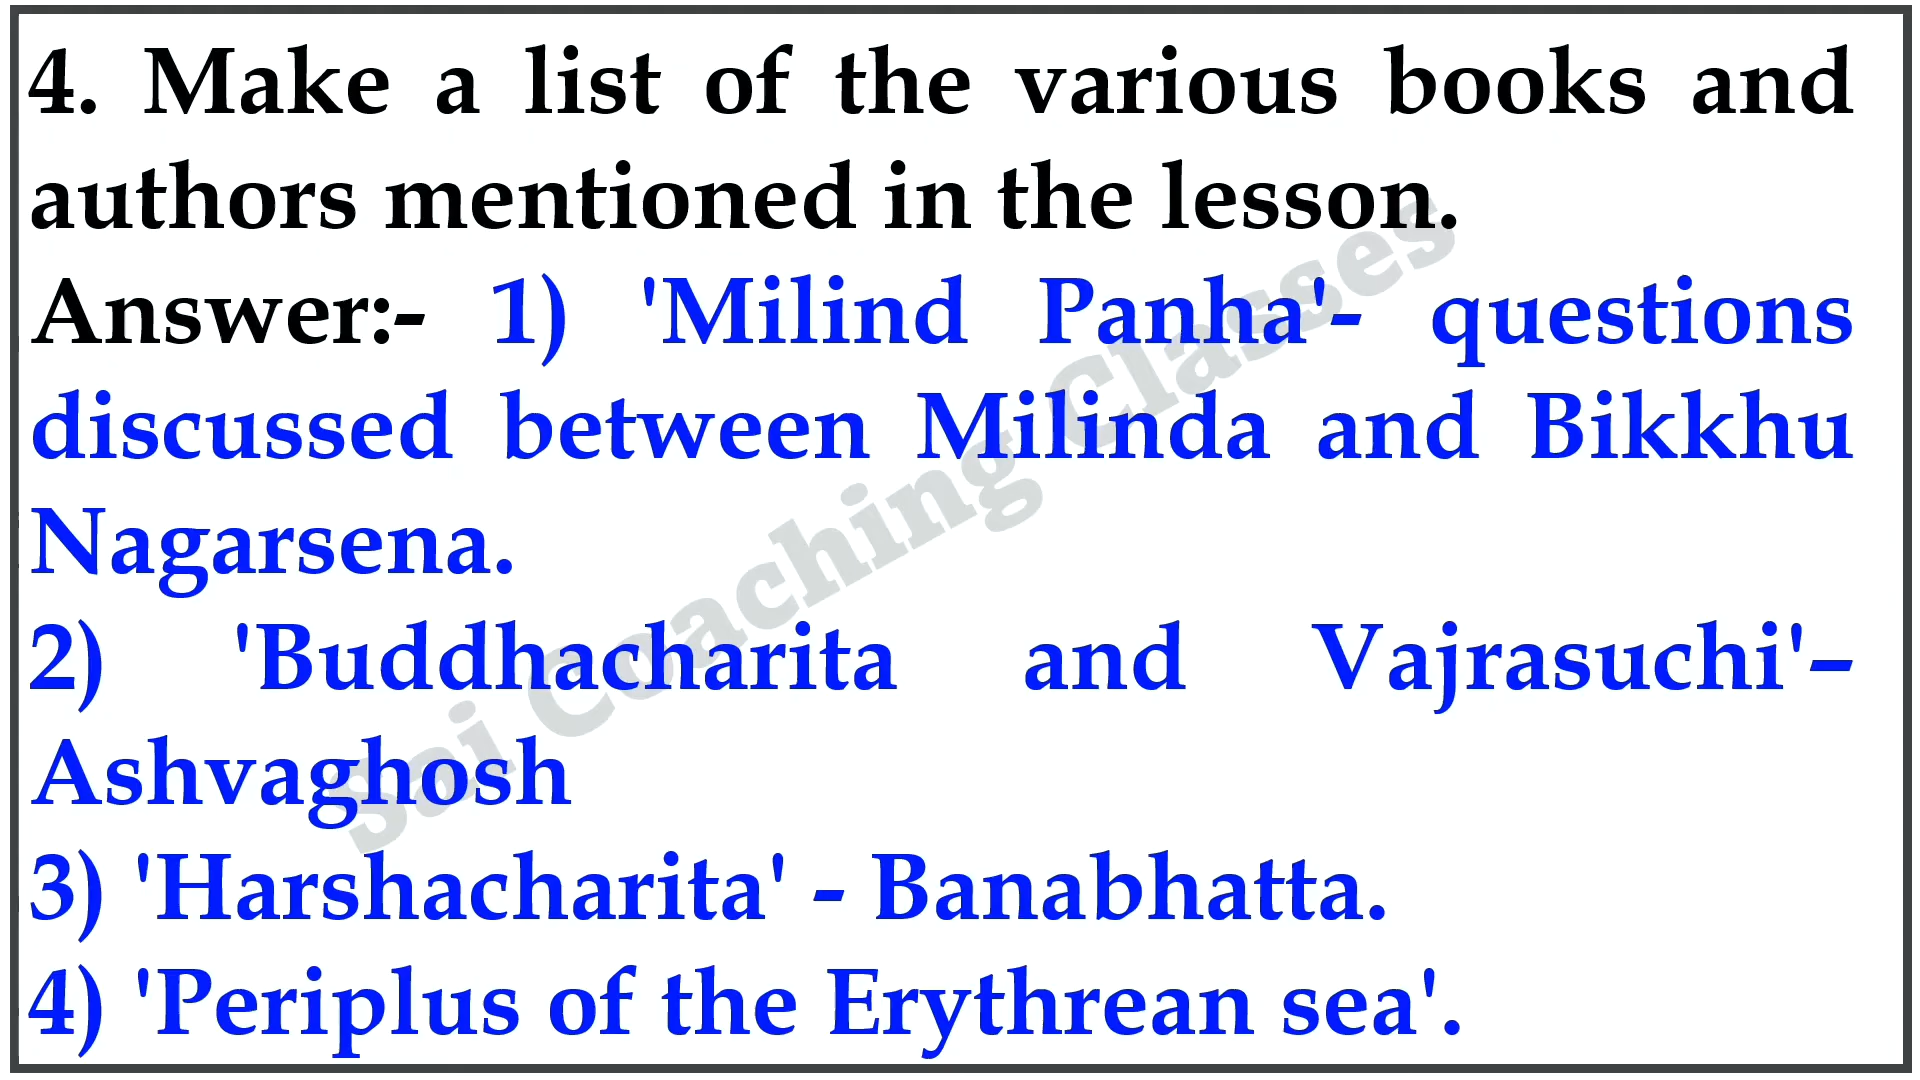 4. Make a list of the various books and
authors mentioned in the lesson.
Answer:- 1) 'Milind Panha'- questions
discussed between Milinda and Bikkhu
Nagarsena.
2) 'Buddhacharita and Vajrasuchi'–
Ashvaghosh
3) 'Harshacharita' - Banabhatta.
4) 'Periplus of the Erythrean sea'.
Sai Coaching Classes